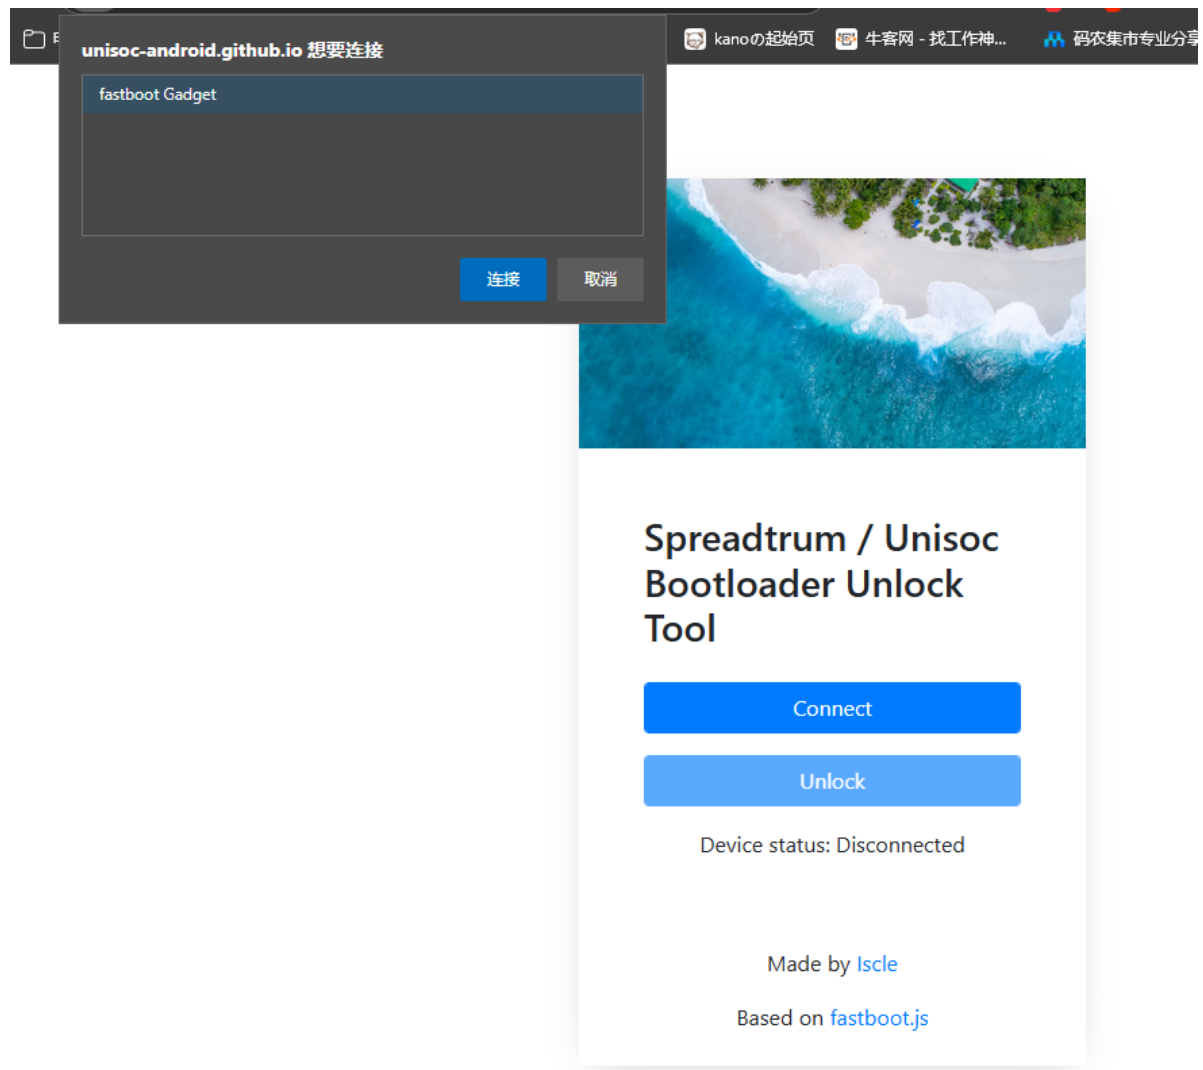 unisoc-android.github.io 想要连接
fastboot Gadget
连接
取消
kanoの起始页
牛客网 - 找工作神...
码农集市专业分享
Spreadtrum / Unisoc
Bootloader Unlock
Tool
Connect
Unlock
Device status: Disconnected
Made by Iscle
Based on fastboot.js